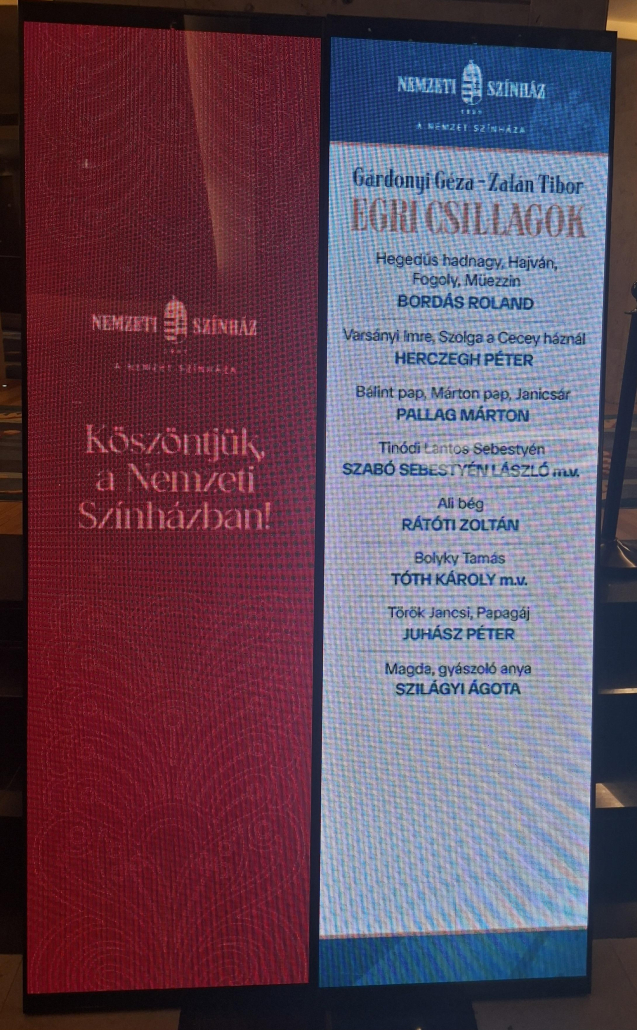 NEMZETI SZÍNHÁZ
1837
A NEMZET SZÍNHÁZA
Köszöntjük,
a Nemzeti
Színházban!
NEMZETI SZÍNHÁZ
1837
A NEMZET SZÍNHÁZA
Gárdonyi Géza - Zalán Tibor
EGRI CSILLAGOK
Hegedűs hadnagy, Hajván,
Fogoly, Müezzin
BORDÁS ROLAND
Varsányi Imre, Szolga a Cecey háznál
HERCZEGH PÉTER
Bálint pap, Márton pap, Janicsár
PALLAG MÁRTON
Tinódi Lantos Sebestyén
SZABÓ SEBESTYÉN LÁSZLÓ m.v.
Ali bég
RÁTÓTI ZOLTÁN
Bolyky Tamás
TÓTH KÁROLY m.v.
Török Jancsi, Papagáj
JUHÁSZ PÉTER
Magda, gyászoló anya
SZILÁGYI ÁGOTA